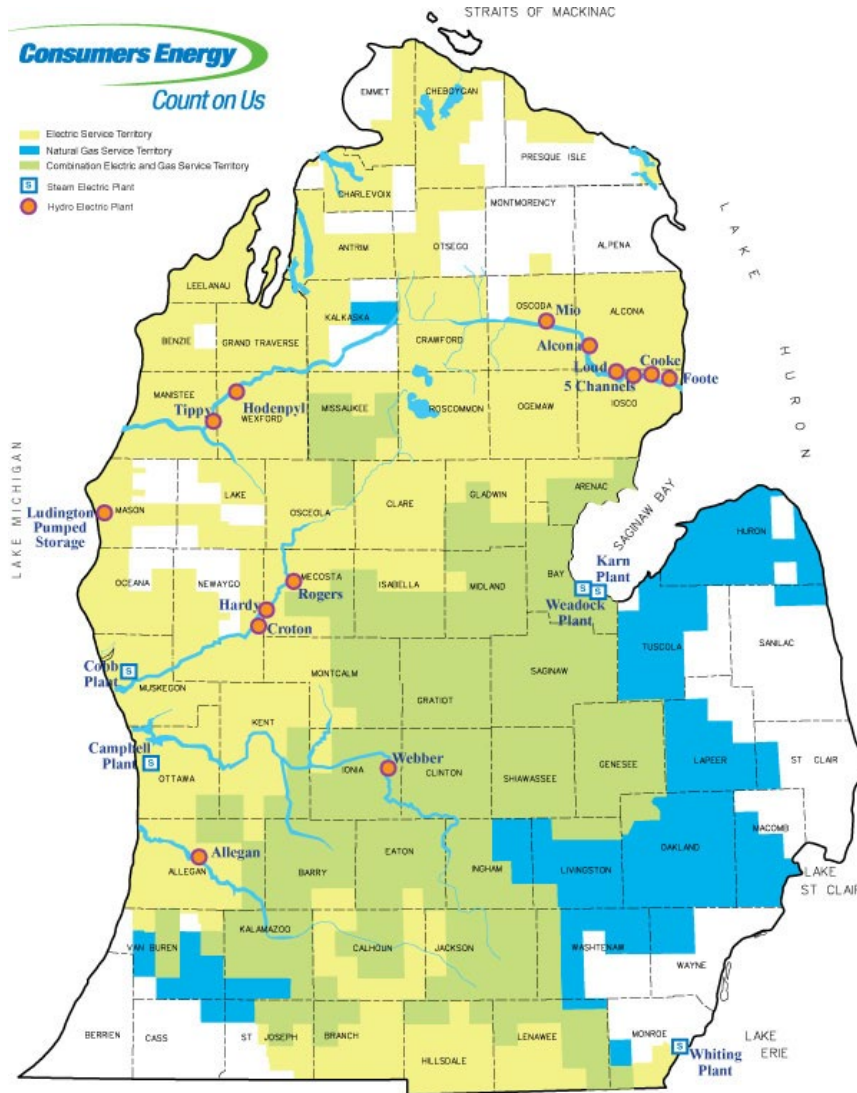 STRAITS OF MACKINAC
Consumers Energy
Count on Us
Electric Service Territory
Natural Gas Service Territory
Combination Electric and Gas Service Territory
S Steam Electric Plant
Hydro Electric Plant
EMMET
CHEBOYGAN
PRESQUE ISLE
CHARLEVOIX
MONTMORENCY
ANTRIM
OTSEGO
ALPENA
LAKE HURON
LEELANAU
KALKASKA
OSCODA
ALCONA
Mio
BENZIE
GRAND TRAVERSE
CRAWFORD
Alcona
Loud
Cooke
5 Channels
Foote
MANISTEE
Tippy
Hodenpyl
WEXFORD
MISSAUKEE
ROSCOMMON
OGEMAW
IOSCO
LAKE MICHIGAN
Ludington
Pumped
Storage
MASON
LAKE
OSCEOLA
CLARE
GLADWIN
ARENAC
SAGINAW BAY
HURON
OCEANA
NEWAYGO
MECOSTA
Rogers
ISABELLA
MIDLAND
BAY
Karn
Plant
Weadock
Plant
Hardy
Croton
TUSCOLA
SANILAC
Cobb
Plant
S
MUSKEGON
MONTCALM
GRATIOT
SAGINAW
KENT
Campbell
Plant
S
OTTAWA
IONIA
Webber
CLINTON
SHIAWASSEE
GENESEE
LAPEER
ST CLAIR
Allegan
ALLEGAN
BARRY
EATON
INGHAM
LIVINGSTON
OAKLAND
MACOMB
LAKE
ST CLAIR
VAN BUREN
KALAMAZOO
CALHOUN
JACKSON
WASHTENAW
WAYNE
BERRIEN
CASS
ST JOSEPH
BRANCH
HILLSDALE
LENAWEE
MONROE
LAKE
ERIE
S
Whiting
Plant